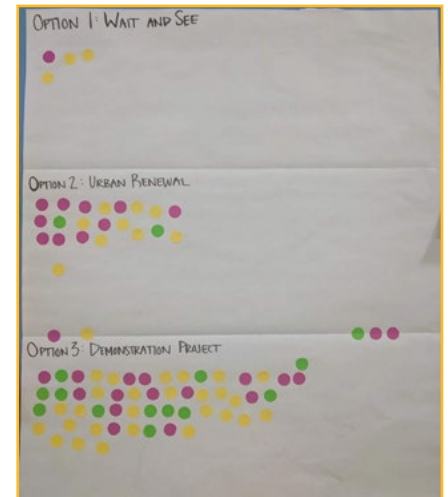 OPTION 1: WAIT AND SEE
OPTION 2: URBAN RENEWAL
OPTION 3: DEMONSTRATION PROJECT